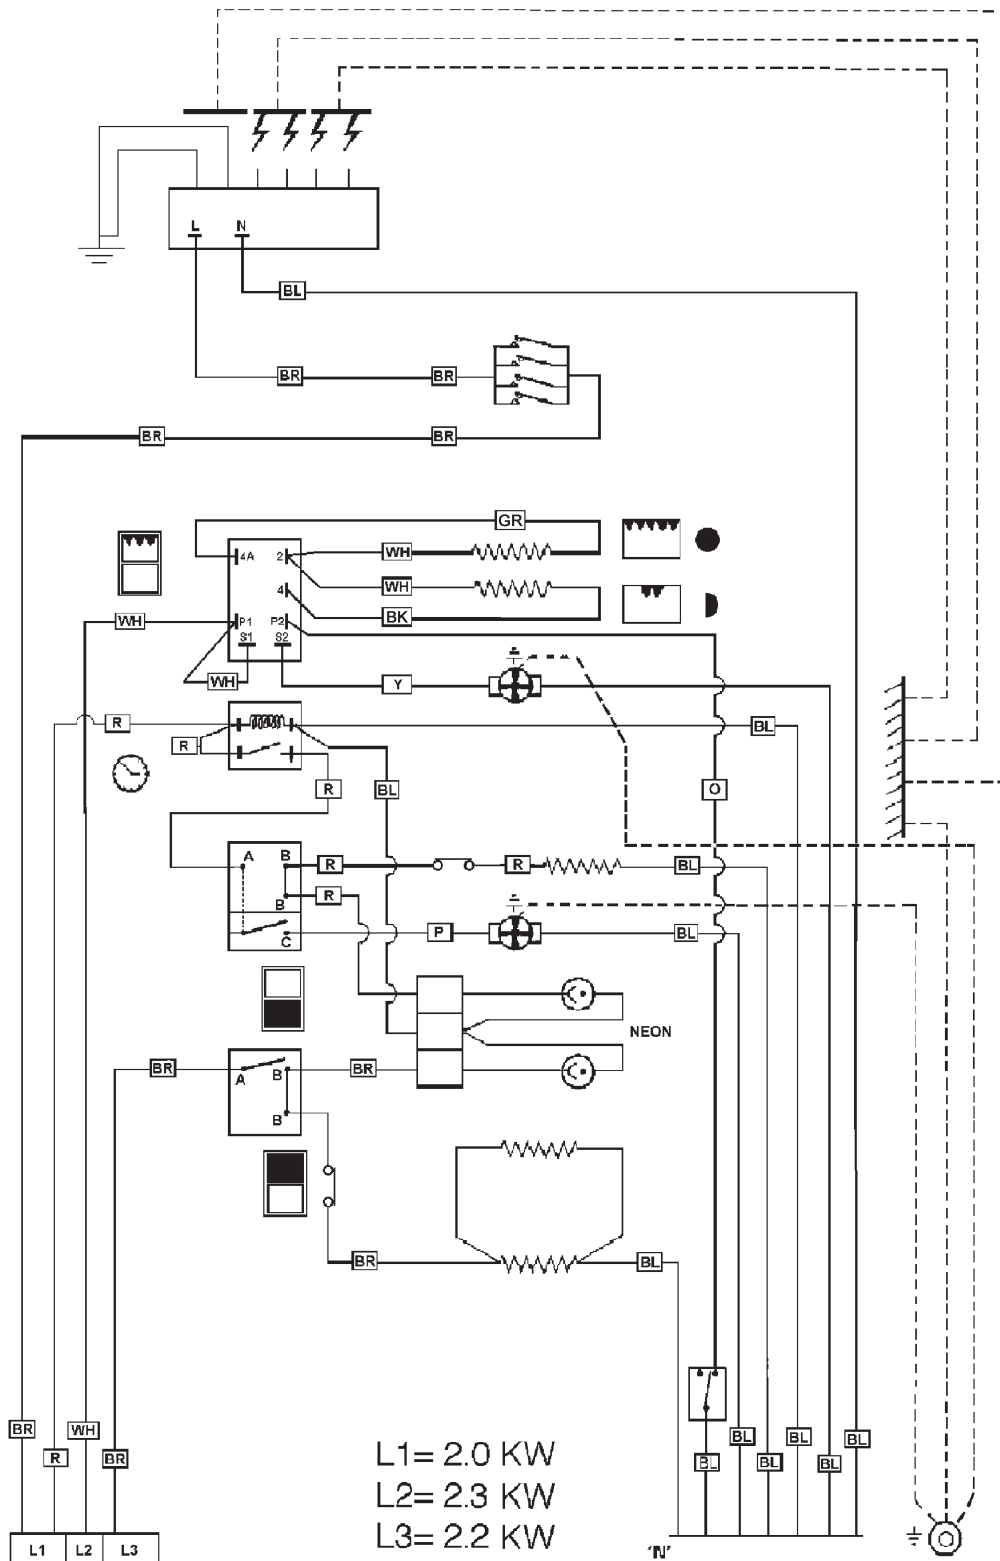 L N
BL
BR BR
BR BR
GR
4A 2 WH
4 WH
BK
WH P1 P2
S1 S2
WH Y
R BL
R
R BL O
A B R R BL
R
B
C P BL
NEON
BR A B BR
B
BR BL
BR WH BL BL BL BL
R BR BL BL BL
L1= 2.0 KW
L2= 2.3 KW
L3= 2.2 KW
L1 L2 L3 'N'